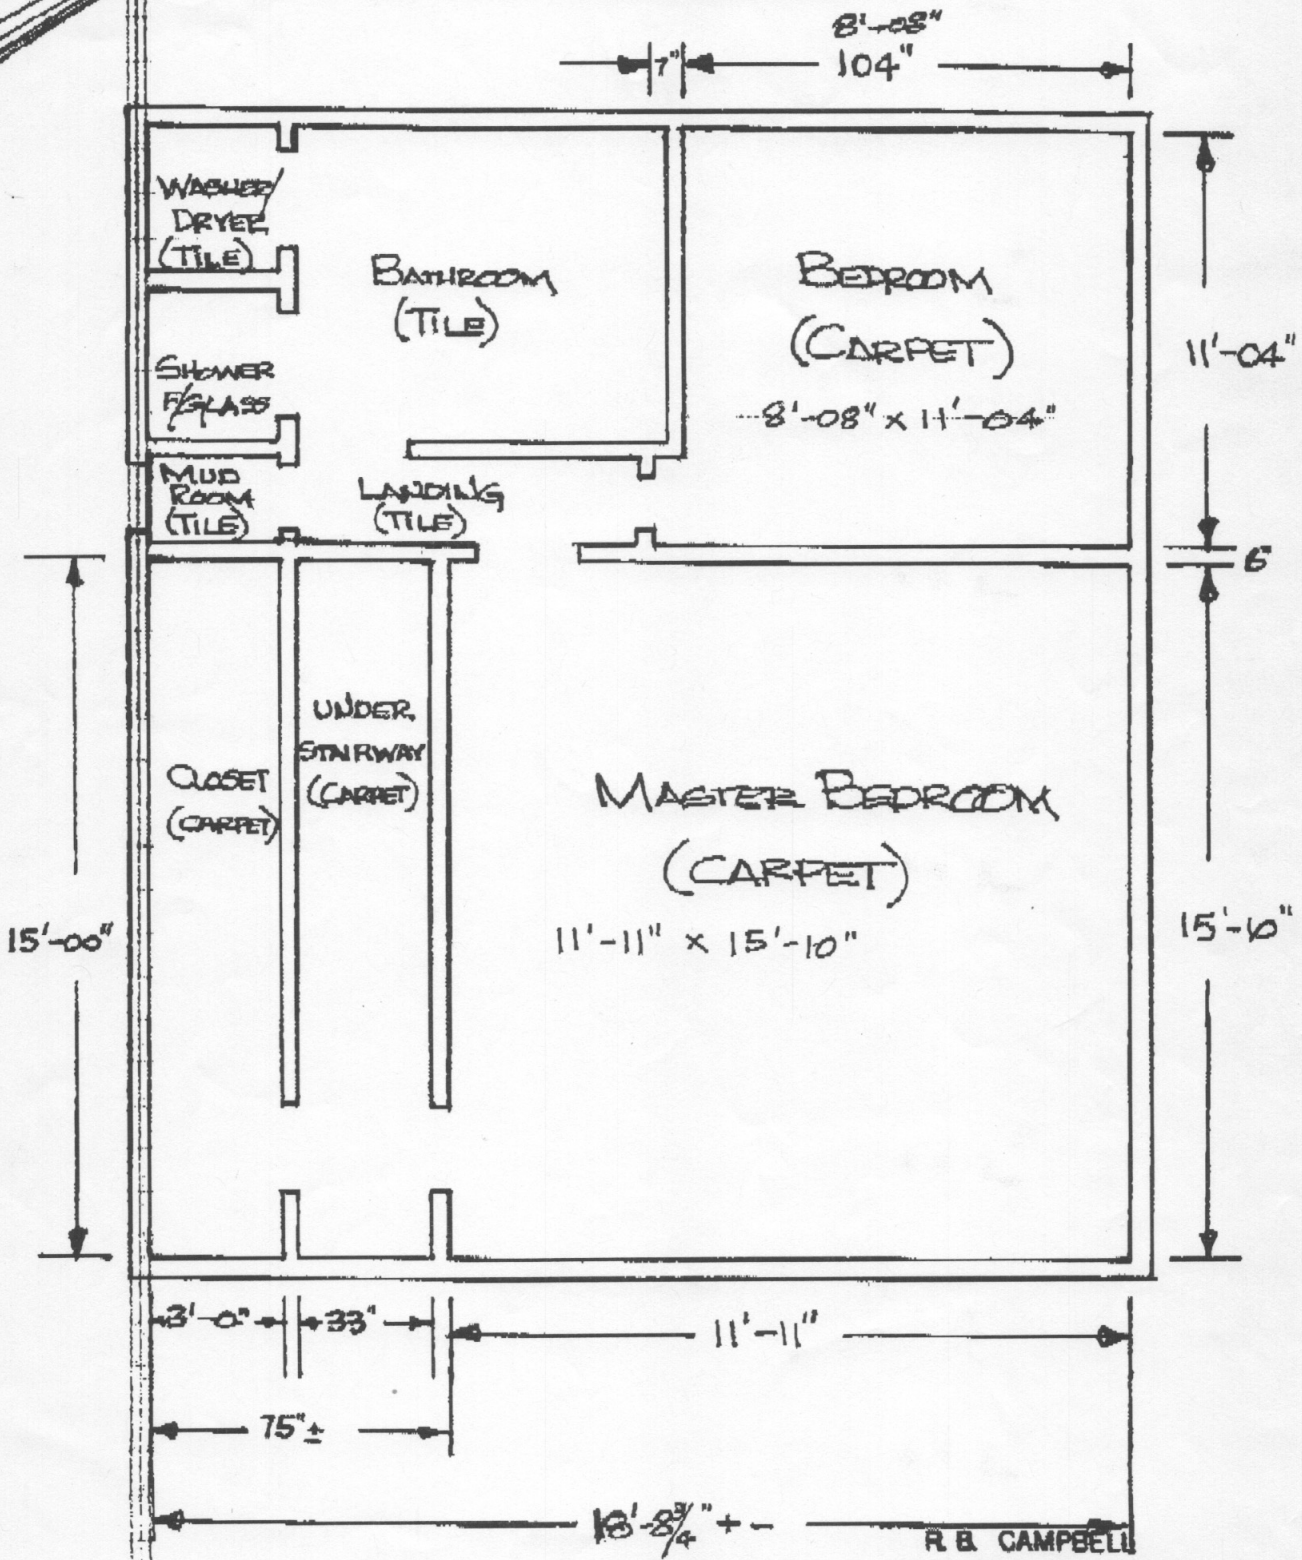 8'-08"
7"
104"
WASHER/
DRYER
(TILE)
BATHROOM
(TILE)
BEDROOM
(CARPET)
8'-08" x 11'-04"
11'-04"
SHOWER
F/GLASS
MUD
ROOM
(TILE)
LANDING
(TILE)
6"
UNDER
STAIRWAY
(CARPET)
CLOSET
(CARPET)
MASTER BEDROOM
(CARPET)
11'-11" x 15'-10"
15'-00"
15'-10"
3'-0"
33"
11'-11"
75"±
18'-8 3/4" + -
R.B. CAMPBELL